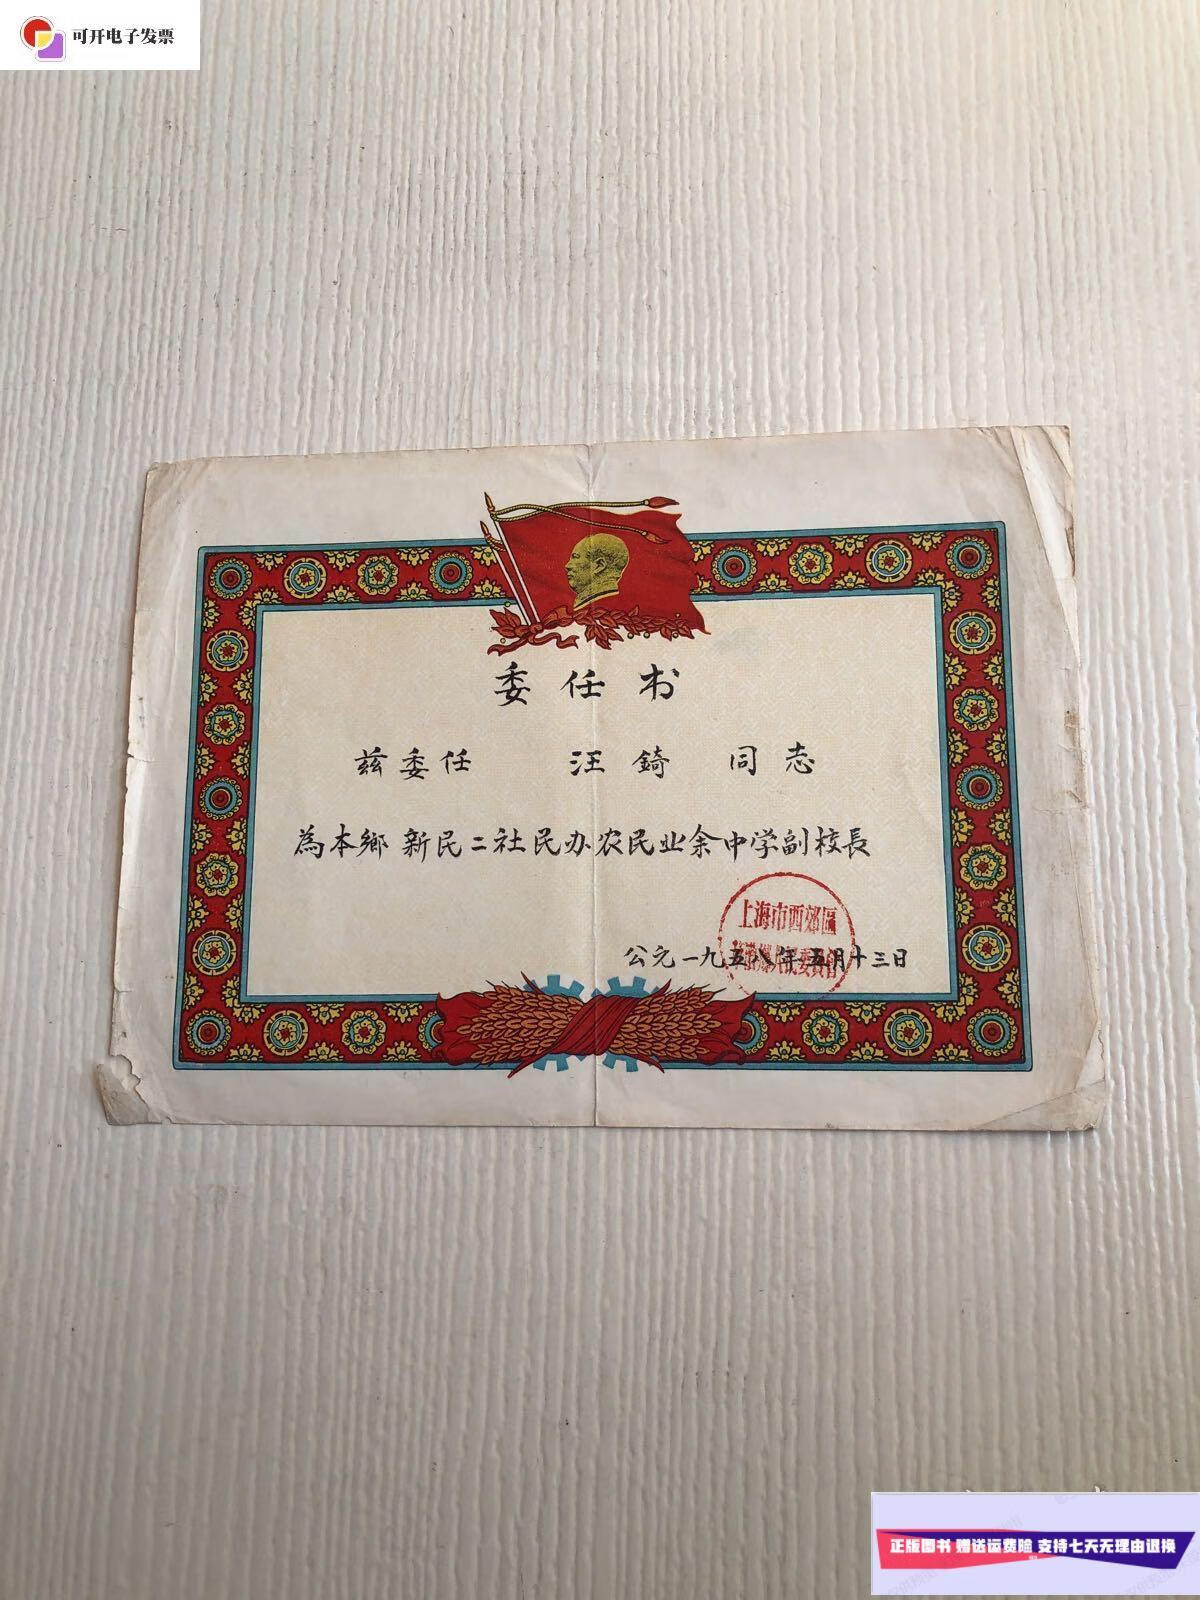 可开电子发票
委任书
兹委任 汪錡 同志
為本鄉 新民二社民办农民业余中学副校長
上海市西郊區
公元一九五八年五月十三日
正版图书 赠送运费险 支持七天无理由退换